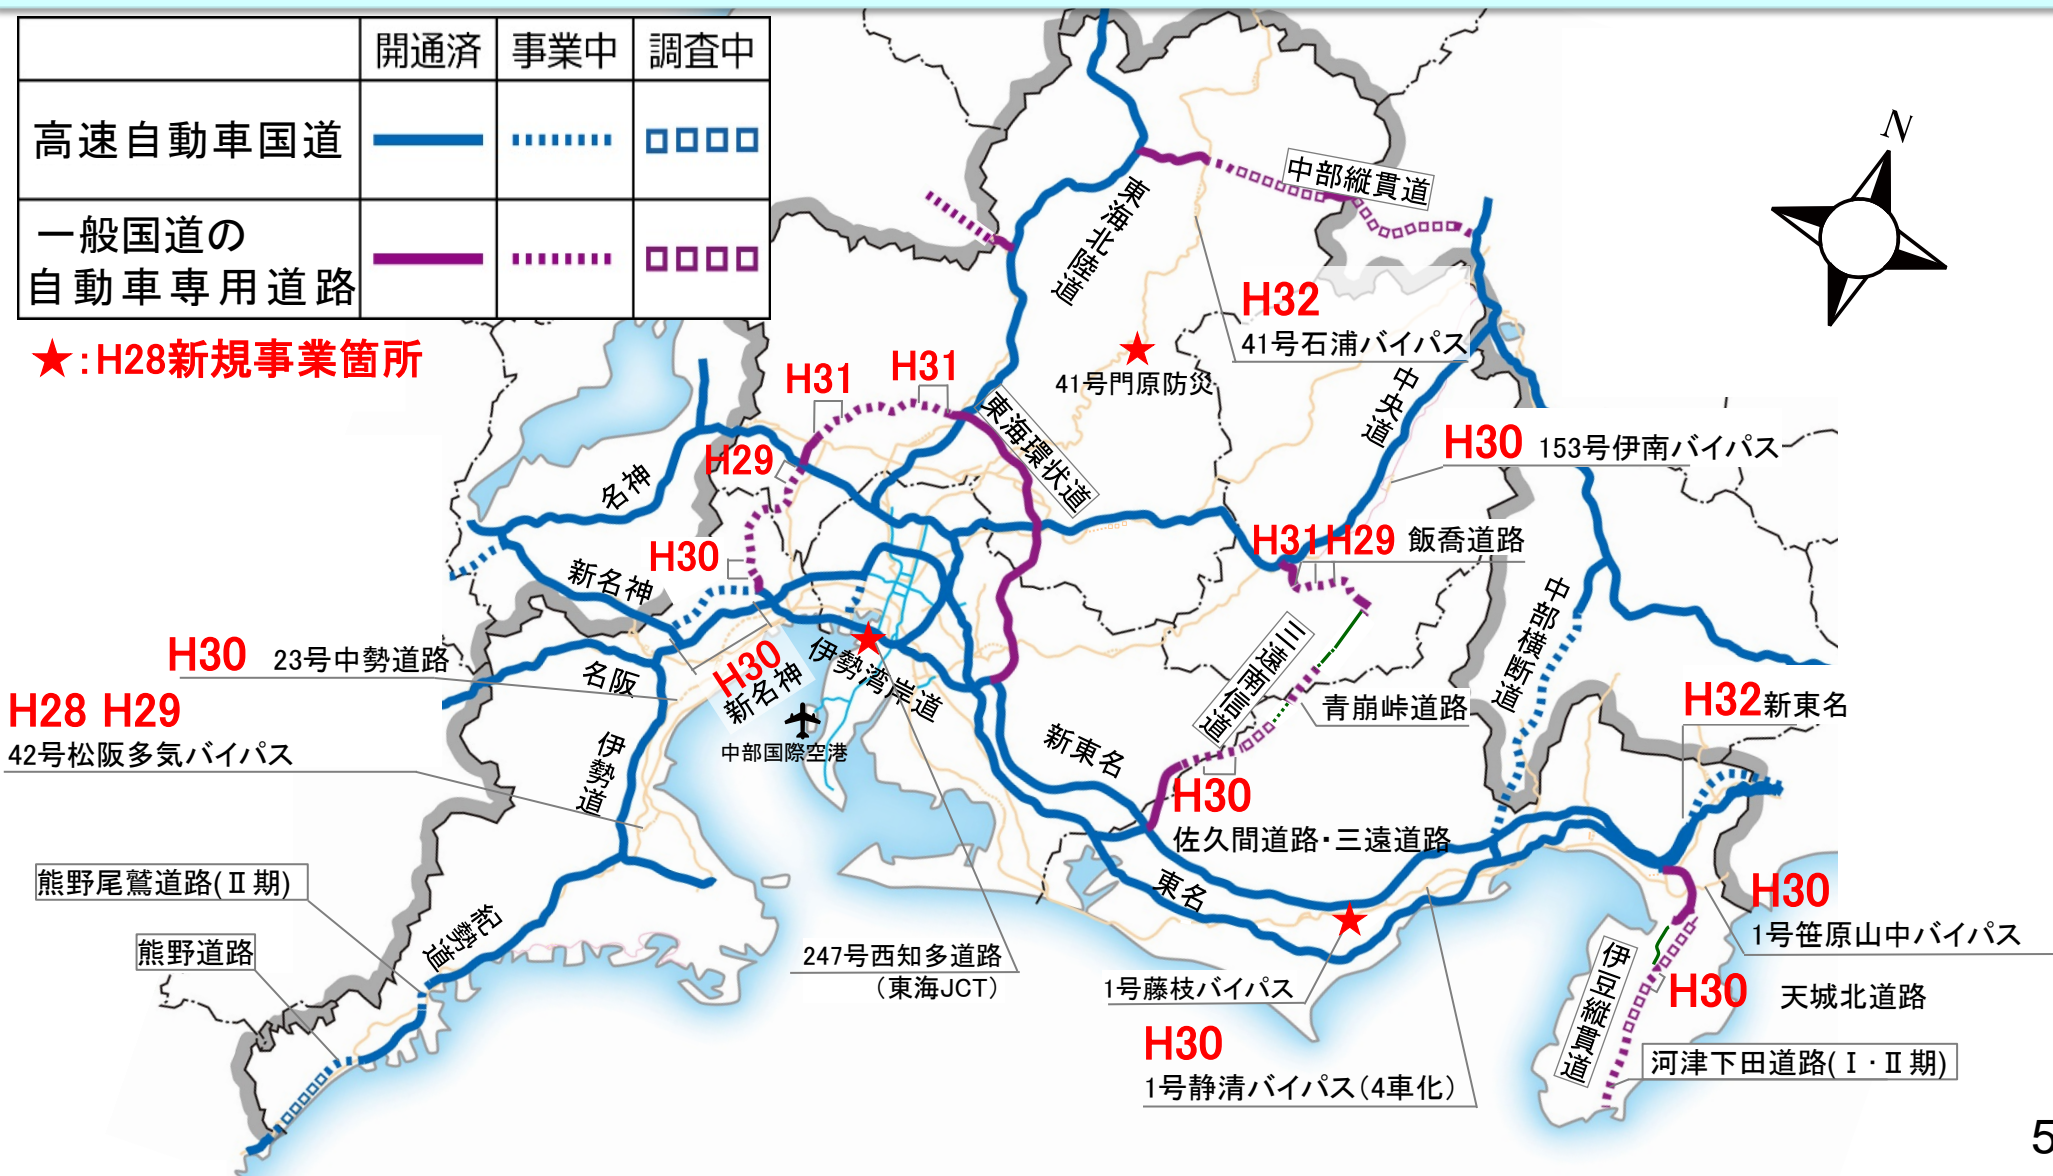 開通済 事業中 調査中
高速自動車国道
一般国道の
自動車専用道路
★:H28新規事業箇所
N
中部縦貫道
東海北陸道
H32
41号石浦バイパス
41号門原防災
H31
H31
東海環状道
中央道
H30 153号伊南バイパス
H29
名神
H31H29 飯喬道路
H30
新名神
中部横断道
三遠南信道
H30 23号中勢道路
名阪
H30
新名神
伊勢湾岸道
青崩峠道路
H32新東名
H28 H29
42号松阪多気バイパス
中部国際空港
伊勢道
新東名
H30
佐久間道路・三遠道路
熊野尾鷲道路(Ⅱ期)
東名
H30
1号笹原山中バイパス
紀勢道
熊野道路
247号西知多道路
(東海JCT)
1号藤枝バイパス
伊豆縦貫道
H30 天城北道路
H30
1号静清バイパス(4車化)
河津下田道路(Ⅰ・Ⅱ期)
5